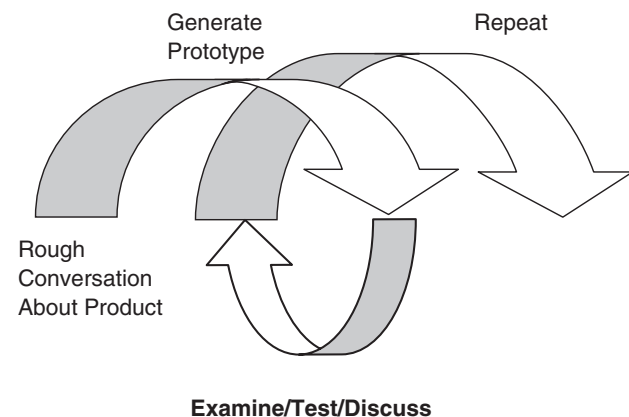 Generate
Prototype
Repeat
Rough
Conversation
About Product
Examine/Test/Discuss